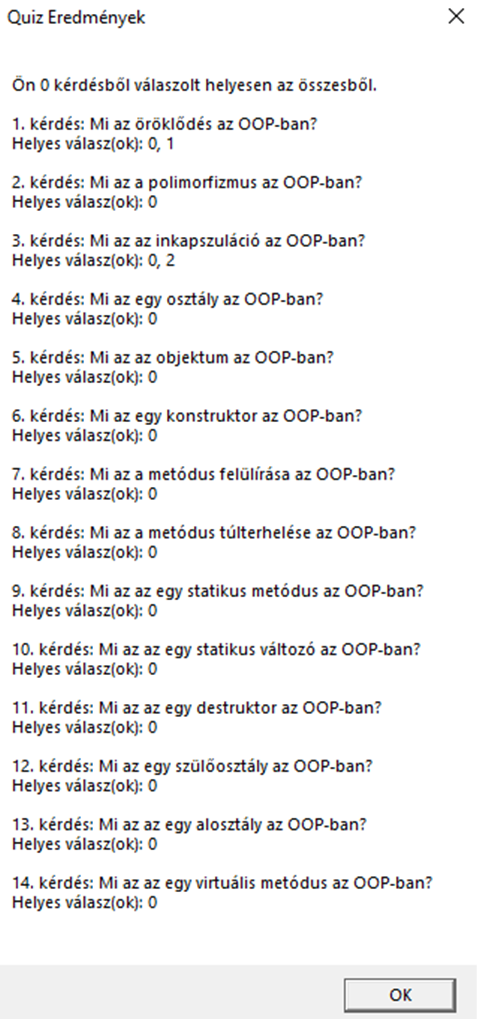 Quiz Eredmények
Ön 0 kérdésből válaszolt helyesen az összesből.
1. kérdés: Mi az öröklődés az OOP-ban?
Helyes válasz(ok): 0, 1
2. kérdés: Mi az a polimorfizmus az OOP-ban?
Helyes válasz(ok): 0
3. kérdés: Mi az az inkapszuláció az OOP-ban?
Helyes válasz(ok): 0, 2
4. kérdés: Mi az egy osztály az OOP-ban?
Helyes válasz(ok): 0
5. kérdés: Mi az az objektum az OOP-ban?
Helyes válasz(ok): 0
6. kérdés: Mi az egy konstruktor az OOP-ban?
Helyes válasz(ok): 0
7. kérdés: Mi az a metódus felülírása az OOP-ban?
Helyes válasz(ok): 0
8. kérdés: Mi az a metódus túlterhelése az OOP-ban?
Helyes válasz(ok): 0
9. kérdés: Mi az az egy statikus metódus az OOP-ban?
Helyes válasz(ok): 0
10. kérdés: Mi az az egy statikus változó az OOP-ban?
Helyes válasz(ok): 0
11. kérdés: Mi az az egy destruktor az OOP-ban?
Helyes válasz(ok): 0
12. kérdés: Mi az egy szülőosztály az OOP-ban?
Helyes válasz(ok): 0
13. kérdés: Mi az az egy alosztály az OOP-ban?
Helyes válasz(ok): 0
14. kérdés: Mi az az egy virtuális metódus az OOP-ban?
Helyes válasz(ok): 0
OK